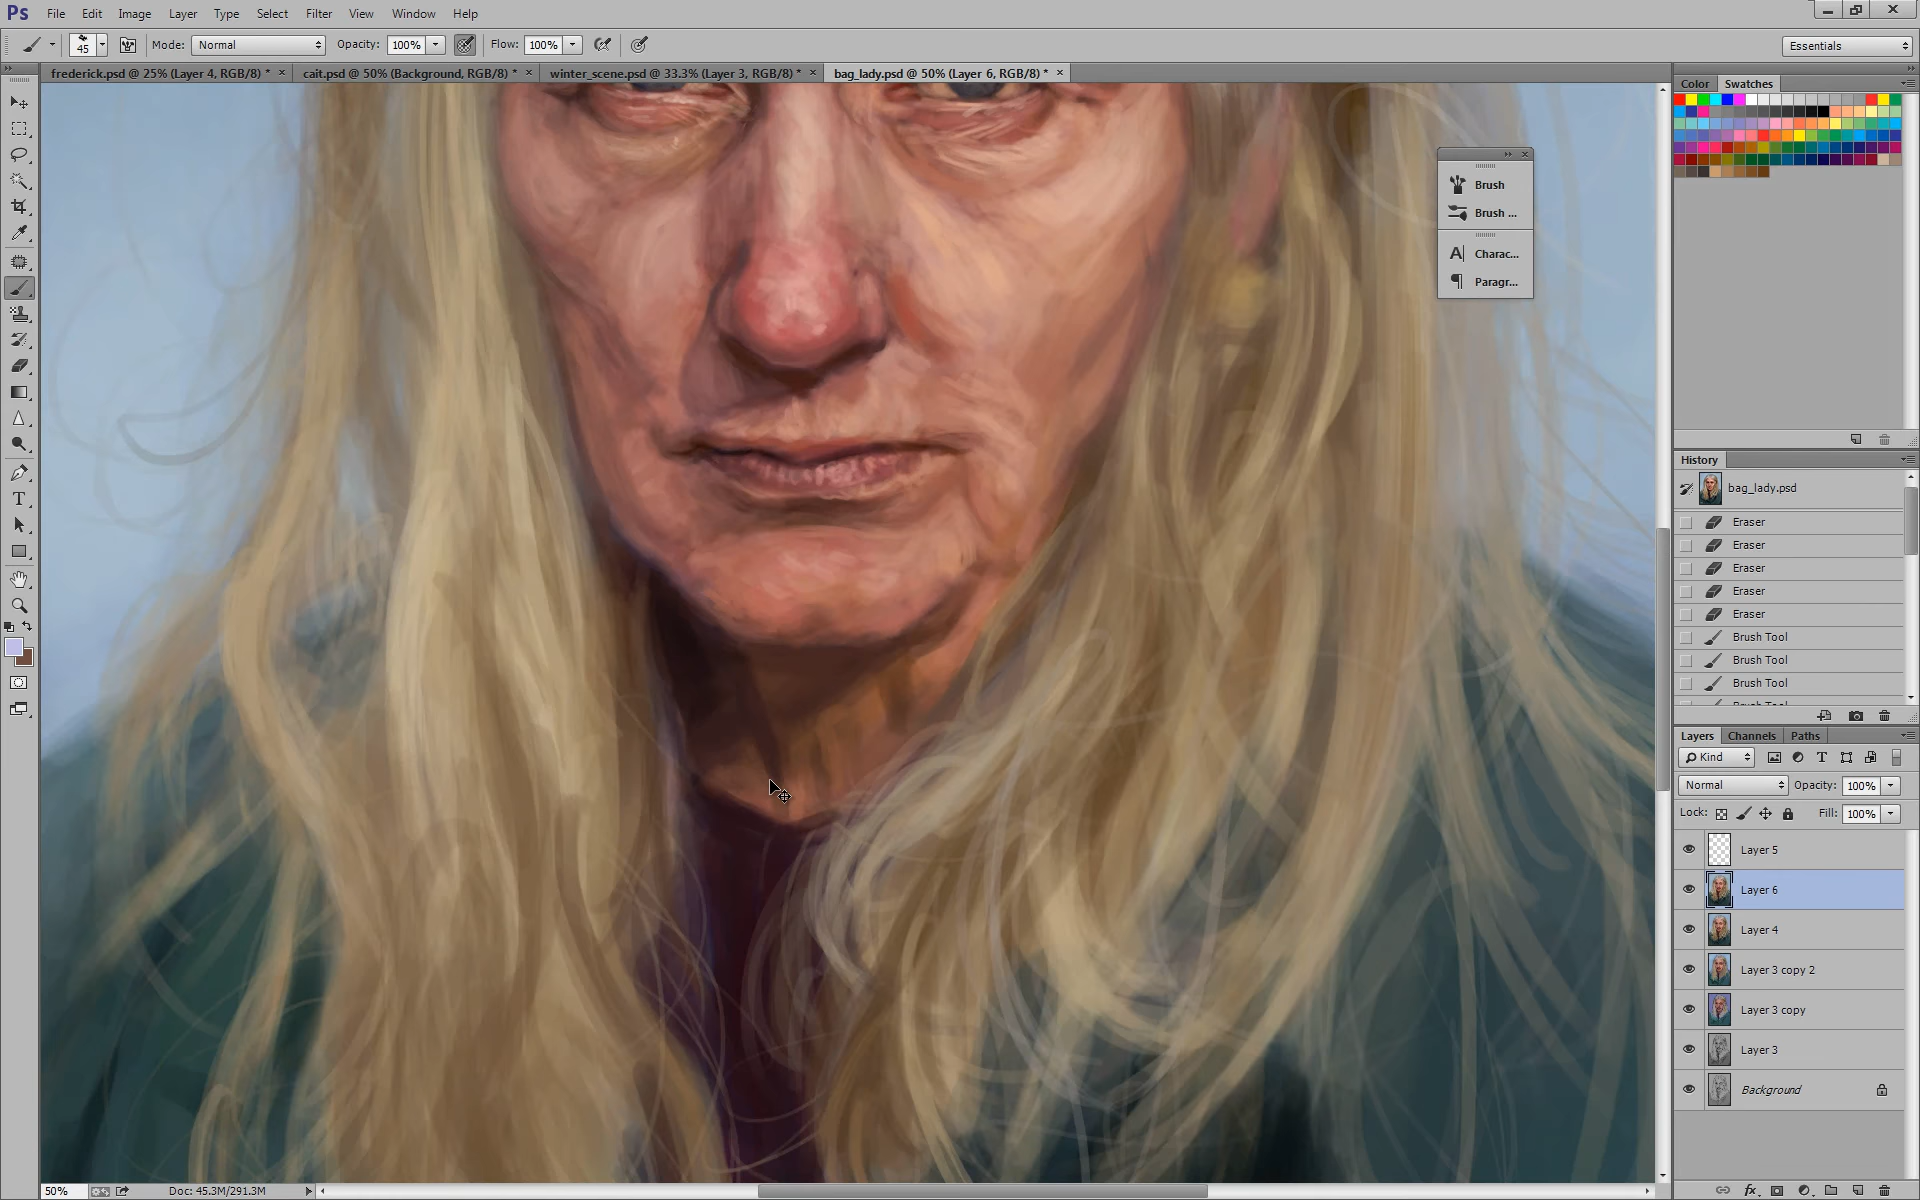 Ps File Edit Image Layer Type Select Filter View Window Help
45 Mode: Normal Opacity: 100% Flow: 100% Essentials
frederick.psd @ 25% (Layer 4, RGB/8) * × cait.psd @ 50% (Background, RGB/8) * × winter_scene.psd @ 33.3% (Layer 3, RGB/8) * × bag_lady.psd @ 50% (Layer 6, RGB/8) * ×
Color Swatches
Brush
Brush ...
Charac...
Paragr...
History
bag_lady.psd
Eraser
Eraser
Eraser
Eraser
Eraser
Brush Tool
Brush Tool
Brush Tool
Layers Channels Paths
Kind
Normal Opacity: 100%
Lock: Fill: 100%
Layer 5
Layer 6
Layer 4
Layer 3 copy 2
Layer 3 copy
Layer 3
Background
50% Doc: 45.3M/291.3M